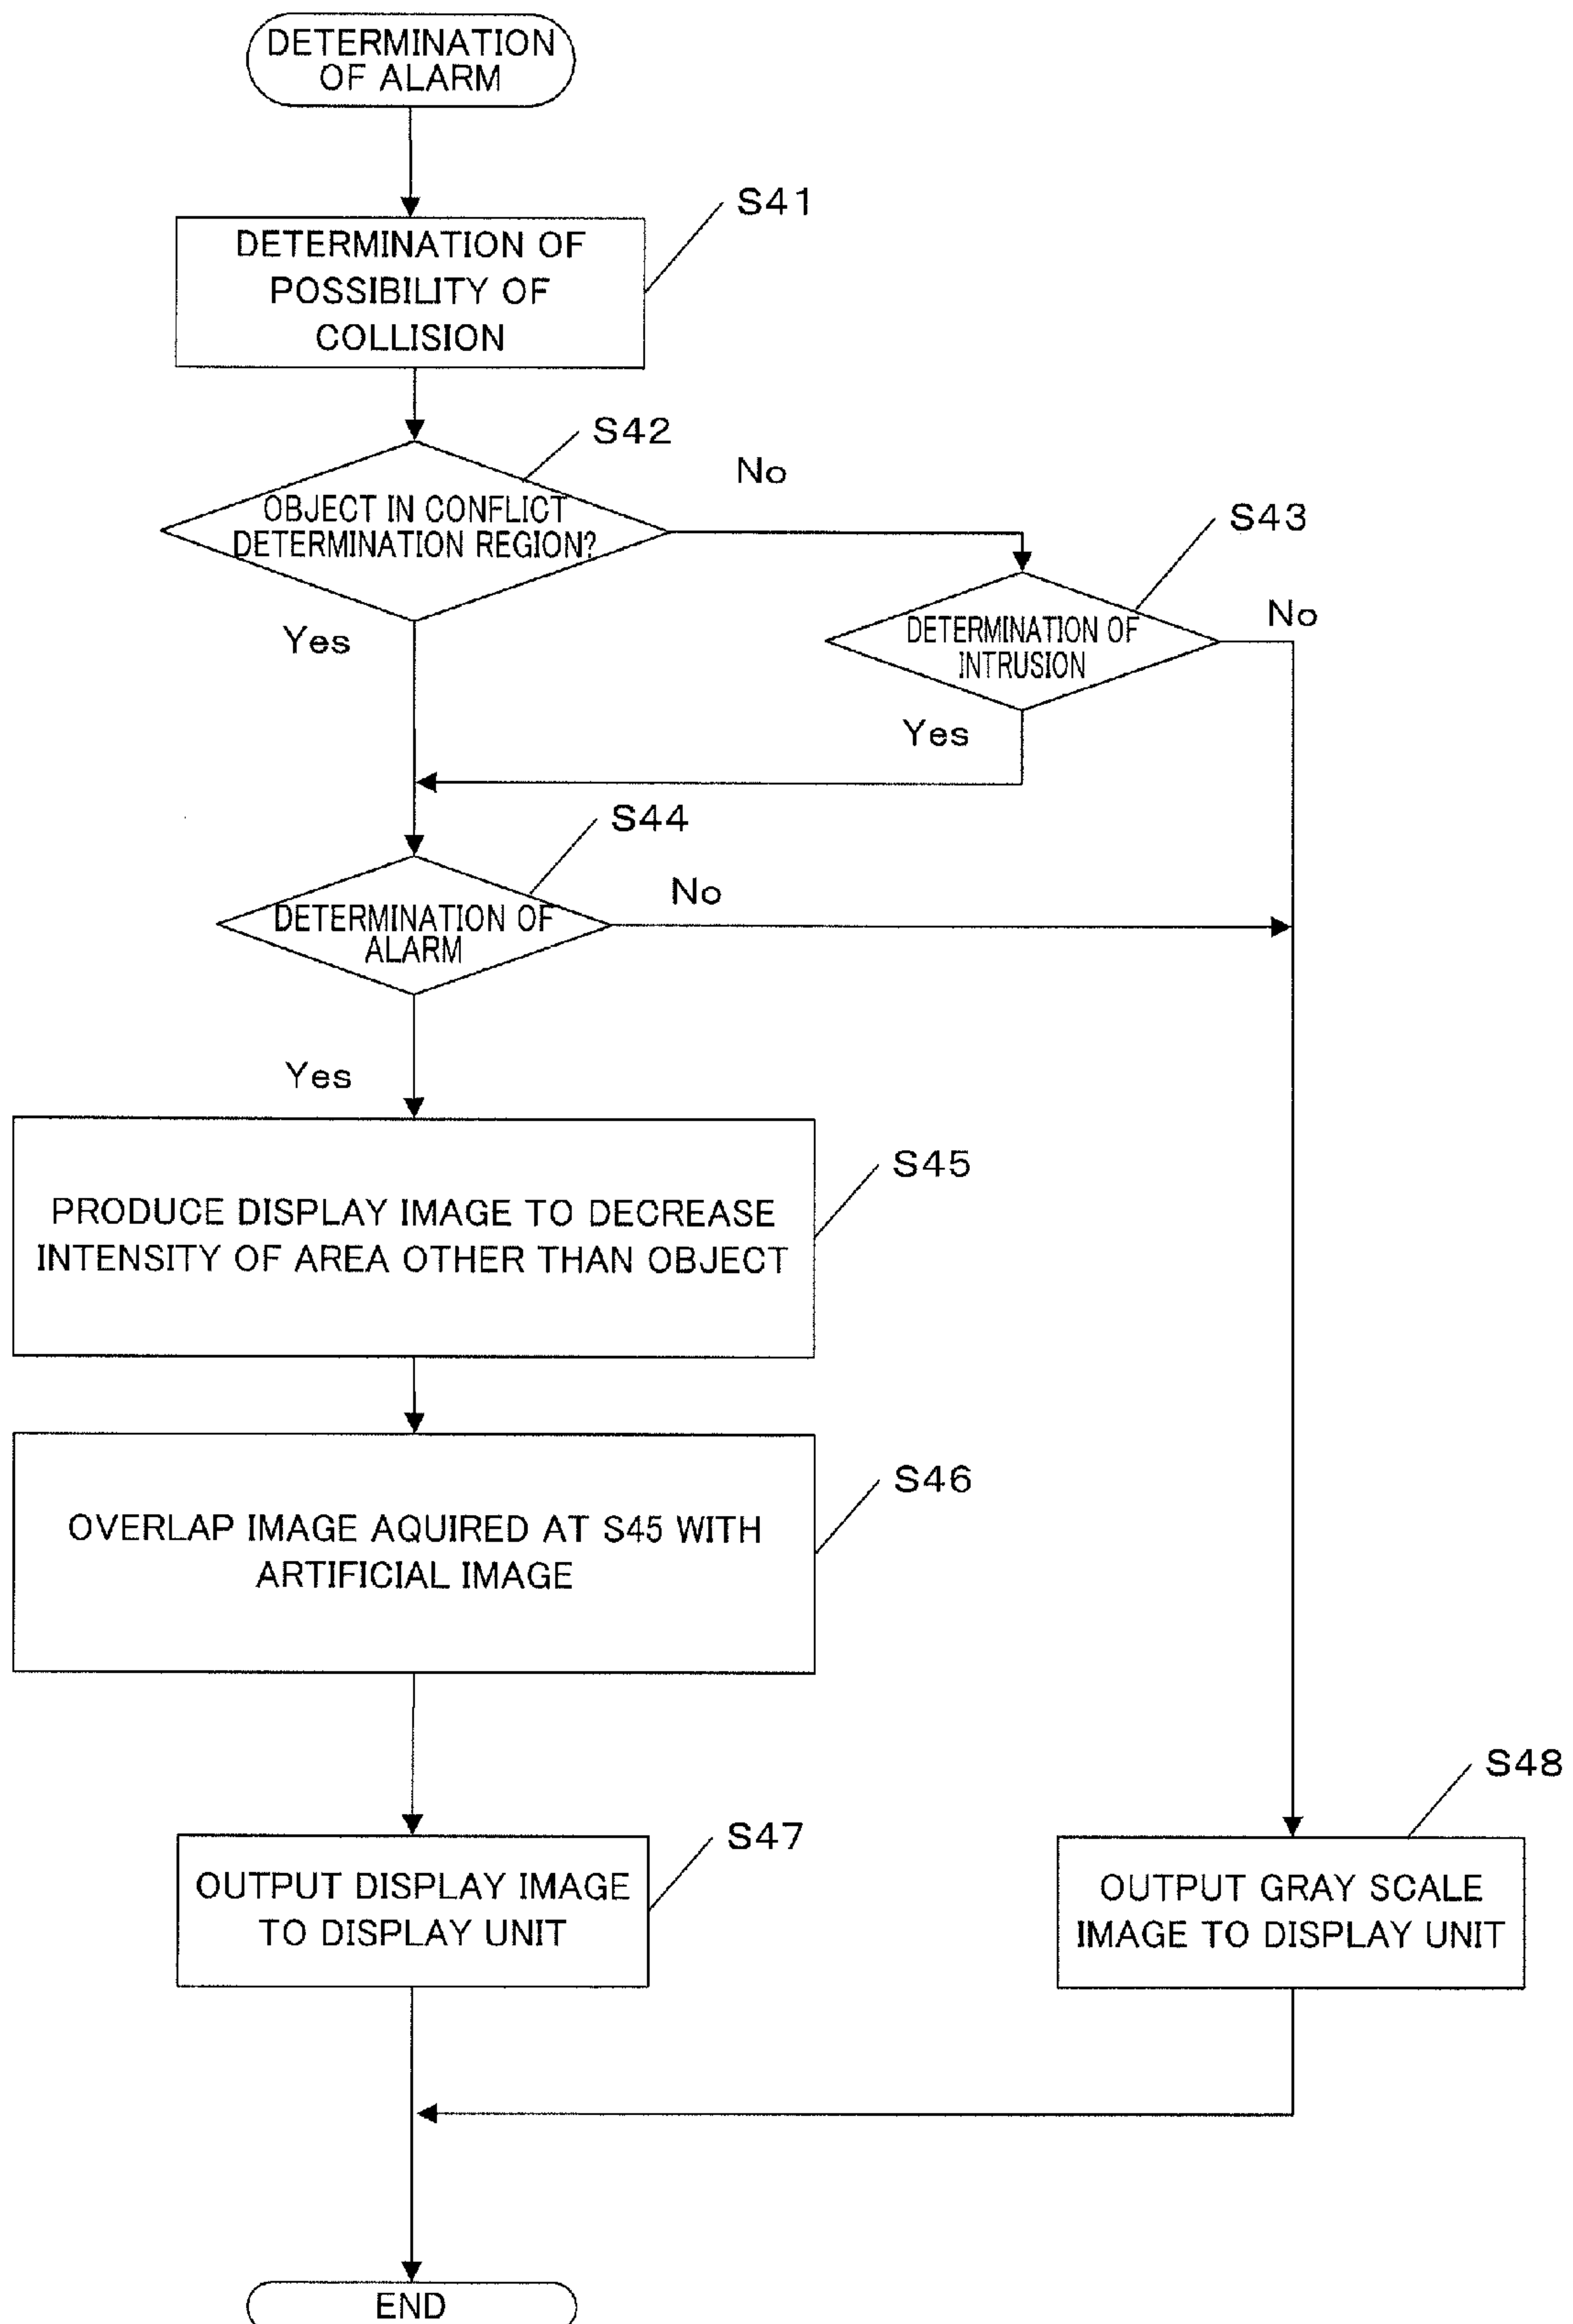 DETERMINATION
OF ALARM
S41
DETERMINATION OF
POSSIBILITY OF
COLLISION
S42
No
OBJECT IN CONFLICT
DETERMINATION REGION?
S43
No
DETERMINATION OF
INTRUSION
Yes
Yes
S44
No
DETERMINATION OF
ALARM
Yes
S45
PRODUCE DISPLAY IMAGE TO DECREASE
INTENSITY OF AREA OTHER THAN OBJECT
S46
OVERLAP IMAGE AQUIRED AT S45 WITH
ARTIFICIAL IMAGE
S48
S47
OUTPUT DISPLAY IMAGE
TO DISPLAY UNIT
OUTPUT GRAY SCALE
IMAGE TO DISPLAY UNIT
END